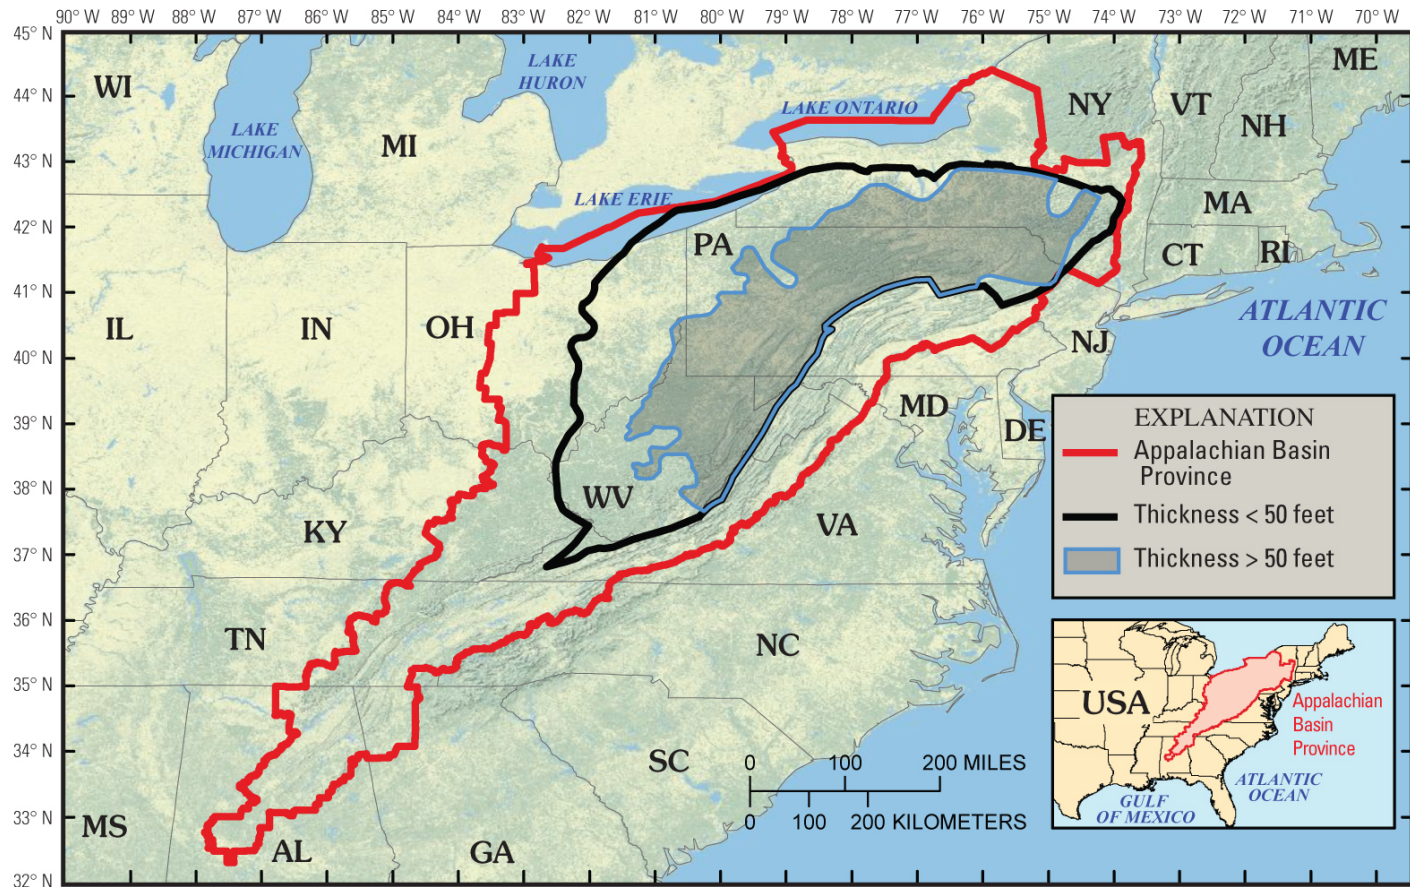 90° W 89° W 88° W 87° W 86° W 85° W 84° W 83° W 82° W 81° W 80° W 79° W 78° W 77° W 76° W 75° W 74° W 73° W 72° W 71° W 70° W
45° N
44° N
43° N
42° N
41° N
40° N
39° N
38° N
37° N
36° N
35° N
34° N
33° N
32° N
WI
LAKE
MICHIGAN
MI
LAKE
HURON
LAKE ONTARIO
LAKE ERIE
NY
VT
NH
ME
MA
CT
RI
PA
NJ
ATLANTIC
OCEAN
IL
IN
OH
MD
DE
WV
KY
VA
TN
NC
SC
MS
AL
GA
EXPLANATION
Appalachian Basin
Province
Thickness < 50 feet
Thickness > 50 feet
0 100 200 MILES
0 100 200 KILOMETERS
USA
Appalachian
Basin
Province
ATLANTIC
OCEAN
GULF
OF MEXICO